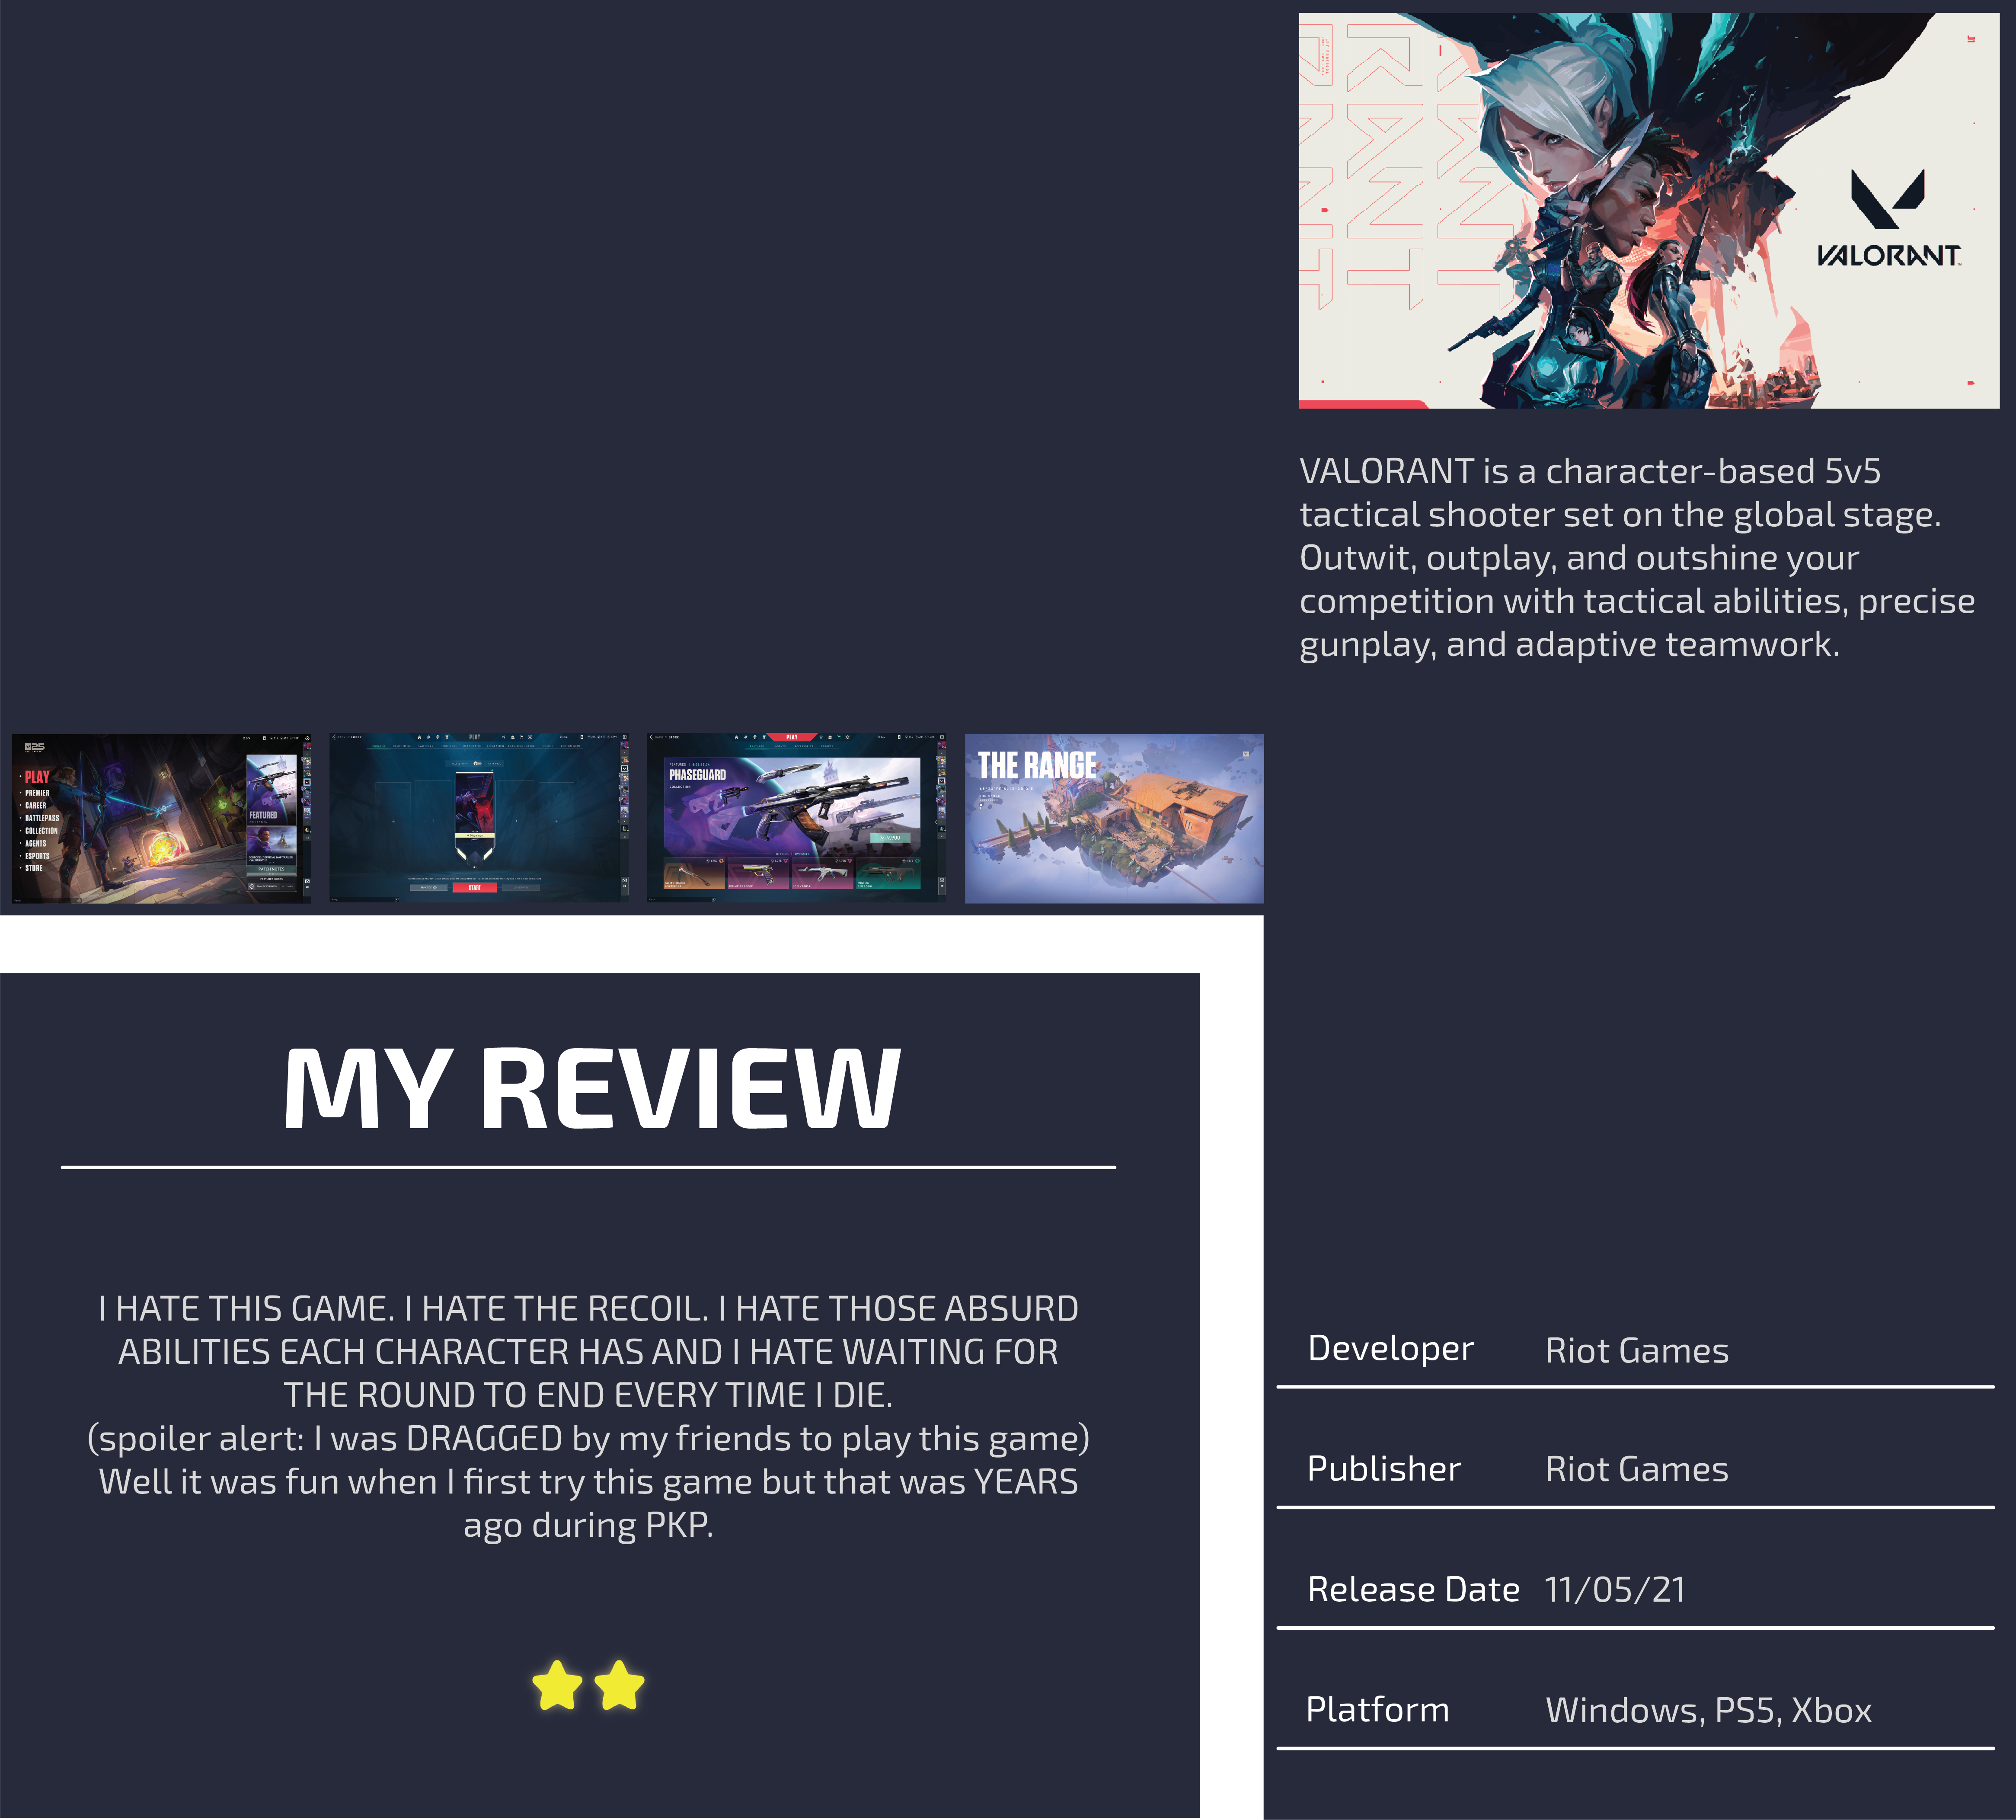 VALORANT
VALORANT is a character-based 5v5
tactical shooter set on the global stage.
Outwit, outplay, and outshine your
competition with tactical abilities, precise
gunplay, and adaptive teamwork.
PLAY
PREMIER
CAREER
BATTLEPASS
COLLECTION
AGENTS
ESPORTS
STORE
FEATURED
PATCH NOTES
PLAY
START
PLAY
PHASEGUARD
COLLECTION
9,900
THE RANGE
MY REVIEW
I HATE THIS GAME. I HATE THE RECOIL. I HATE THOSE ABSURD
ABILITIES EACH CHARACTER HAS AND I HATE WAITING FOR
THE ROUND TO END EVERY TIME I DIE.
(spoiler alert: I was DRAGGED by my friends to play this game)
Well it was fun when I first try this game but that was YEARS
ago during PKP.
Developer Riot Games
Publisher Riot Games
Release Date 11/05/21
Platform Windows, PS5, Xbox